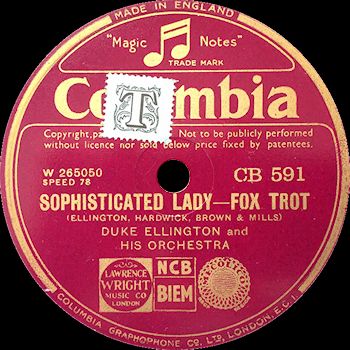 MADE IN ENGLAND
"Magic Notes"
TRADE MARK
Columbia
T
Copyright, Not to be publicly performed
without licence nor sold below price fixed by patentees.
W 265050
SPEED 78
CB 591
SOPHISTICATED LADY—FOX TROT
(ELLINGTON, HARDWICK, BROWN & MILLS)
DUKE ELLINGTON and
HIS ORCHESTRA
LAWRENCE
WRIGHT
MUSIC CO
LONDON
NCB
BIEM
COLUMBIA GRAPHOPHONE CO. LTD, LONDON, E.C.1.